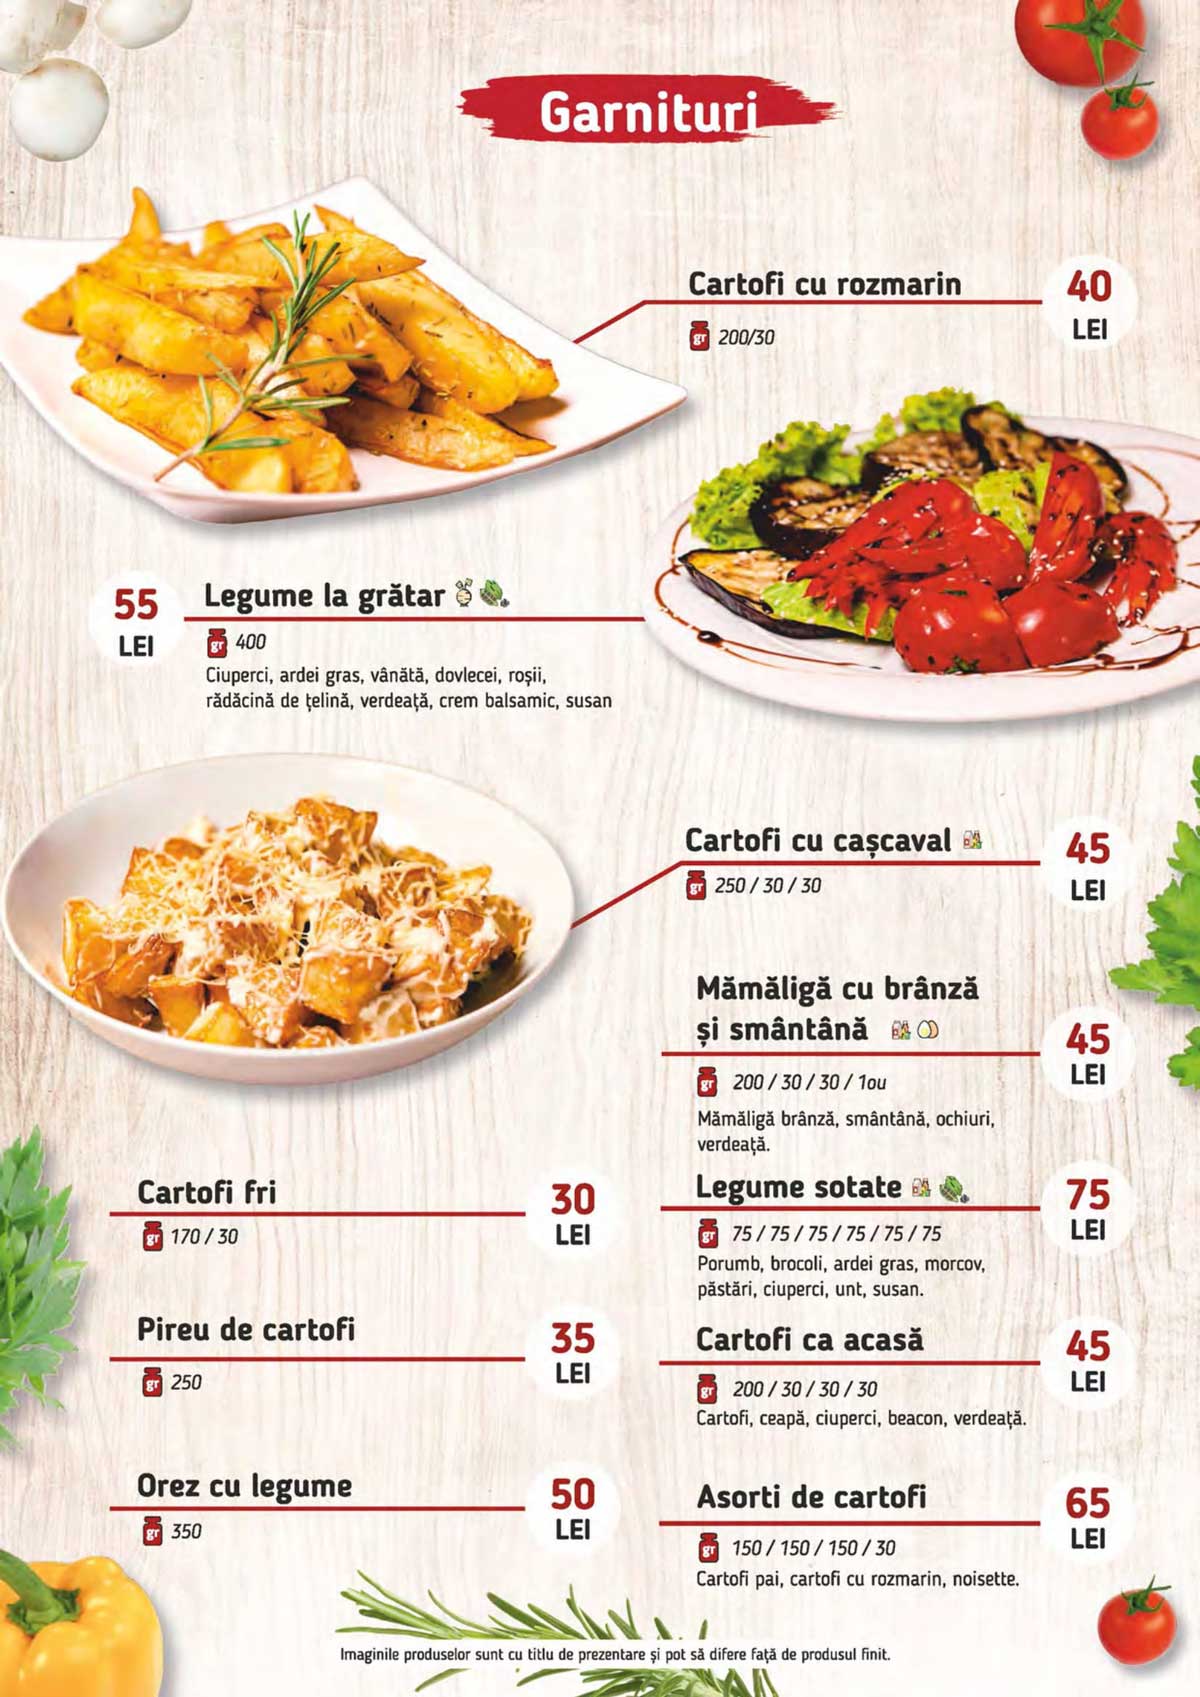 Garnituri
Cartofi cu rozmarin
40
LEI
gr 200/30
55
LEI
Legume la grătar
gr 400
Ciuperci, ardei gras, vânătă, dovlecei, roșii,
rădăcină de țelină, verdeață, crem balsamic, susan
Cartofi cu cașcaval
45
LEI
gr 250 / 30 / 30
Mămăligă cu brânză
și smântână
45
LEI
gr 200 / 30 / 30 / 1ou
Mămăligă brânză, smântână, ochiuri,
verdeață.
Cartofi fri
30
LEI
gr 170 / 30
Legume sotate
75
LEI
gr 75 / 75 / 75 / 75 / 75 / 75
Porumb, brocoli, ardei gras, morcov,
păstări, ciuperci, unt, susan.
Pireu de cartofi
35
LEI
gr 250
Cartofi ca acasă
45
LEI
gr 200 / 30 / 30 / 30
Cartofi, ceapă, ciuperci, beacon, verdeață.
Orez cu legume
50
LEI
gr 350
Asorti de cartofi
65
LEI
gr 150 / 150 / 150 / 30
Cartofi pai, cartofi cu rozmarin, noisette.
Imaginile produselor sunt cu titlu de prezentare și pot să difere față de produsul finit.